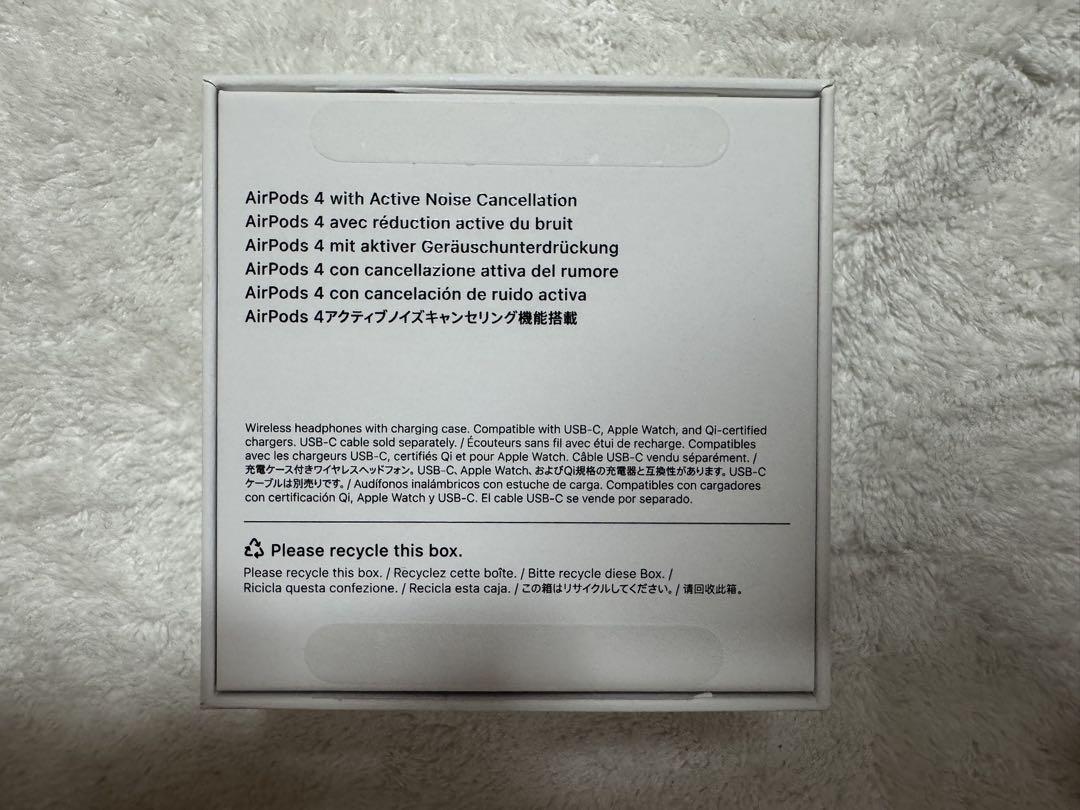 AirPods 4 with Active Noise Cancellation
AirPods 4 avec réduction active du bruit
AirPods 4 mit aktiver Geräuschunterdrückung
AirPods 4 con cancellazione attiva del rumore
AirPods 4 con cancelación de ruido activa
AirPods 4アクティブノイズキャンセリング機能搭載
Wireless headphones with charging case. Compatible with USB-C, Apple Watch, and Qi-certified
chargers. USB-C cable sold separately. / Écouteurs sans fil avec étui de recharge. Compatibles
avec les chargeurs USB-C, certifiés Qi et pour Apple Watch. Câble USB-C vendu séparément. /
充電ケース付きワイヤレスヘッドフォン。USB-C、Apple Watch、およびQi規格の充電器と互換性があります。USB-C
ケーブルは別売りです。/ Audífonos inalámbricos con estuche de carga. Compatibles con cargadores
con certificación Qi, Apple Watch y USB-C. El cable USB-C se vende por separado.
Please recycle this box.
Please recycle this box. / Recyclez cette boîte. / Bitte recycle diese Box. /
Ricicla questa confezione. / Recicla esta caja. / この箱はリサイクルしてください。/ 请回收此箱。